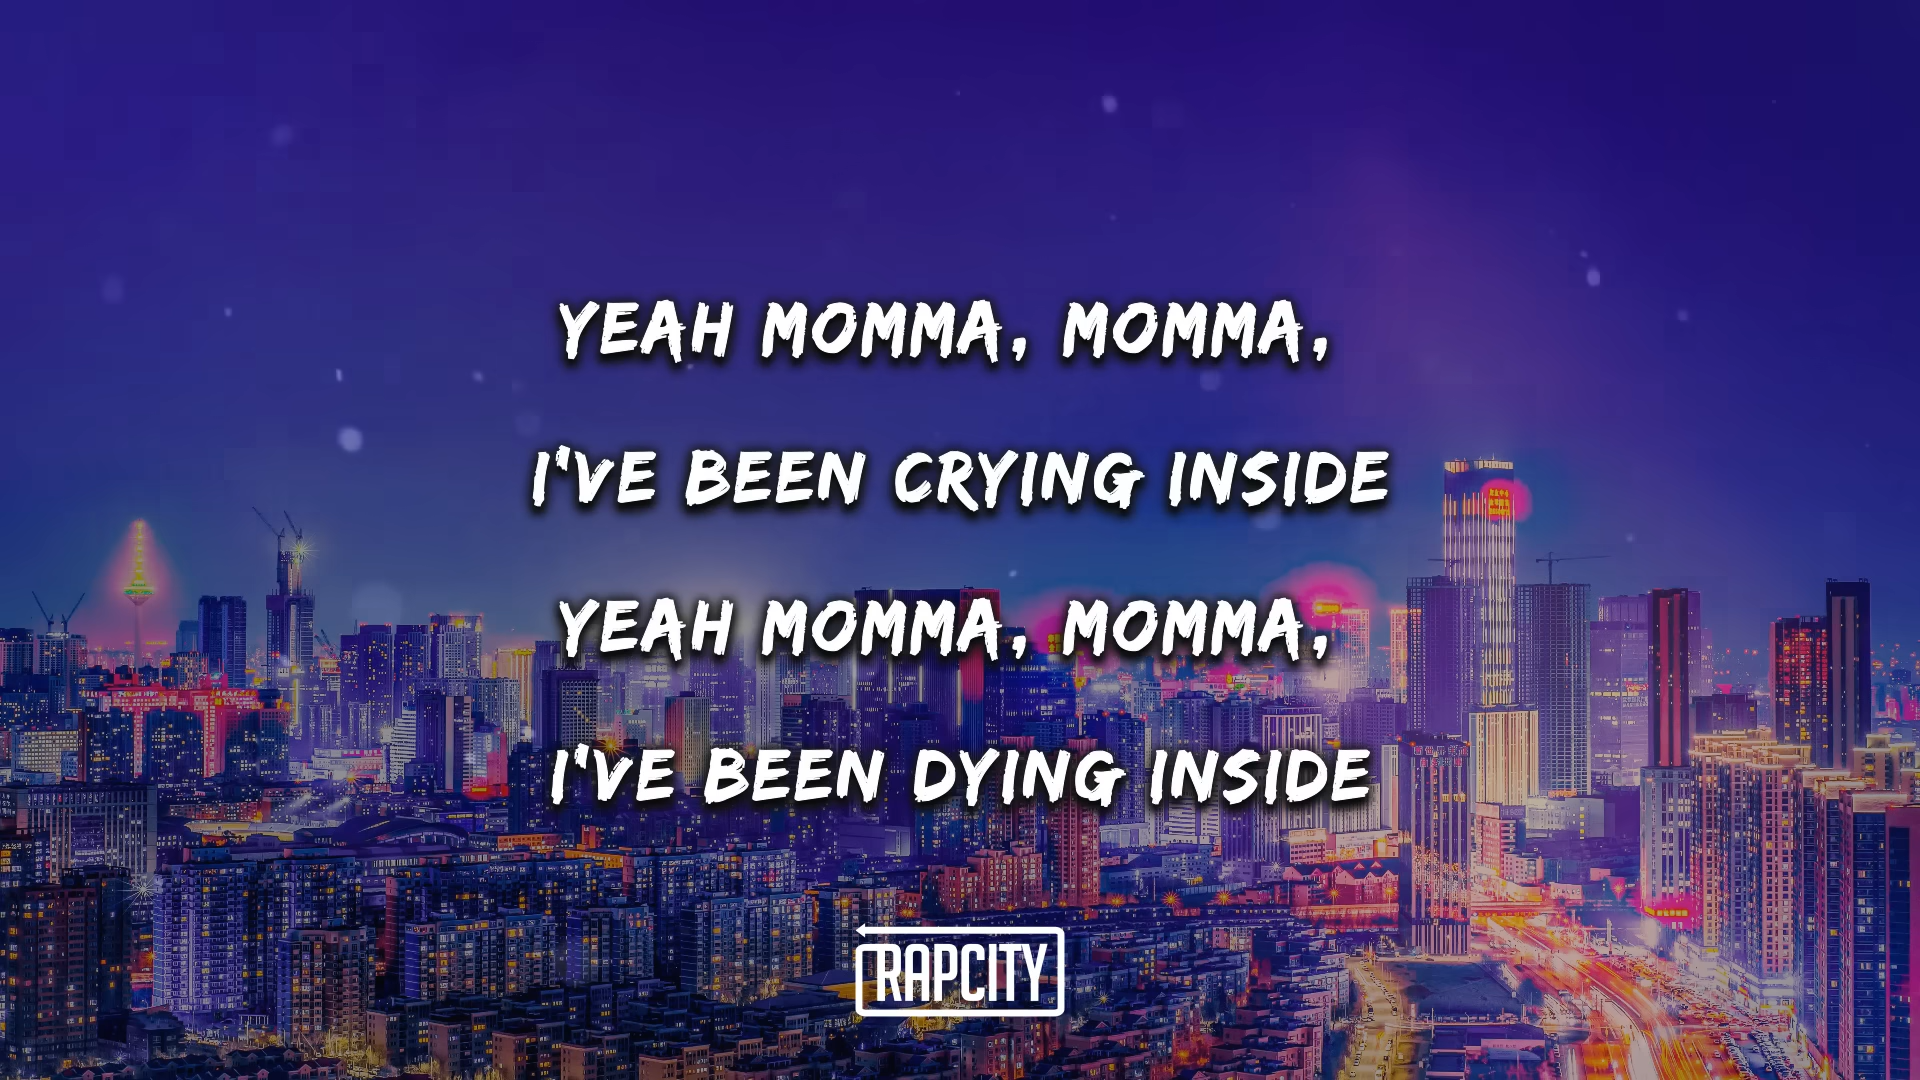 YEAH MOMMA, MOMMA,
I'VE BEEN CRYING INSIDE
YEAH MOMMA, MOMMA,
I'VE BEEN DYING INSIDE
RAPCITY